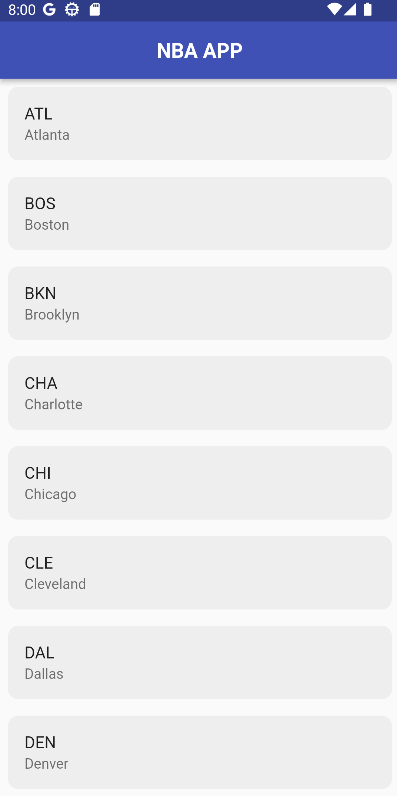 8:00
NBA APP
ATL
Atlanta
BOS
Boston
BKN
Brooklyn
CHA
Charlotte
CHI
Chicago
CLE
Cleveland
DAL
Dallas
DEN
Denver